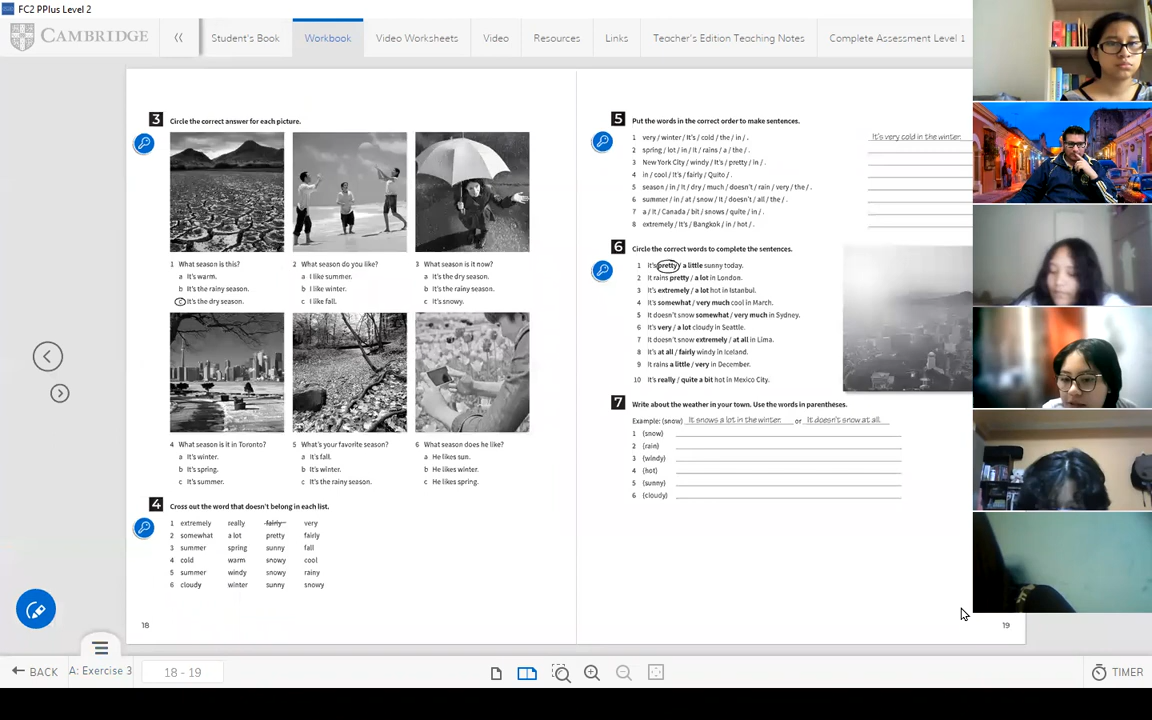 FC2 PPlus Level 2
CAMBRIDGE
Student's Book
Workbook
Video Worksheets
Video
Resources
Links
Teacher's Edition Teaching Notes
Complete Assessment Level 1
3 Circle the correct answer for each picture.
1 What season is this?
a It's warm.
b It's the rainy season.
c It's the dry season.
2 What season do you like?
a I like summer.
b I like winter.
c I like fall.
3 What season is it now?
a It's the dry season.
b It's the rainy season.
c It's snowy.
4 What season is it in Toronto?
a It's winter.
b It's spring.
c It's summer.
5 What's your favorite season?
a It's fall.
b It's winter.
c It's the rainy season.
6 What season does he like?
a He likes sun.
b He likes winter.
c He likes spring.
4 Cross out the word that doesn't belong in each list.
1 extremely really fairly very
2 somewhat a lot pretty fairly
3 summer spring sunny fall
4 cold warm snowy cool
5 summer windy snowy rainy
6 cloudy winter sunny snowy
18
5 Put the words in the correct order to make sentences.
1 very / winter / It's / cold / the / in / . It's very cold in the winter.
2 spring / lot / in / It / rains / a / the / .
3 New York City / windy / It's / pretty / in / .
4 in / cool / It's / fairly / Quito / .
5 season / in / It / dry / much / doesn't / rain / very / the / .
6 summer / in / at / snow / It / doesn't / all / the / .
7 a / It / Canada / bit / snows / quite / in / .
8 extremely / It's / Bangkok / in / hot / .
6 Circle the correct words to complete the sentences.
1 It's pretty / a little sunny today.
2 It rains pretty / a lot in London.
3 It's extremely / a lot hot in Istanbul.
4 It's somewhat / very much cool in March.
5 It doesn't snow somewhat / very much in Sydney.
6 It's very / a lot cloudy in Seattle.
7 It doesn't snow extremely / at all in Lima.
8 It's at all / fairly windy in Iceland.
9 It rains a little / very in December.
10 It's really / quite a bit hot in Mexico City.
7 Write about the weather in your town. Use the words in parentheses.
Example: (snow) It snows a lot in the winter. or It doesn't snow at all.
1 (snow)
2 (rain)
3 (windy)
4 (hot)
5 (sunny)
6 (cloudy)
19
BACK
A: Exercise 3
18 - 19
TIMER